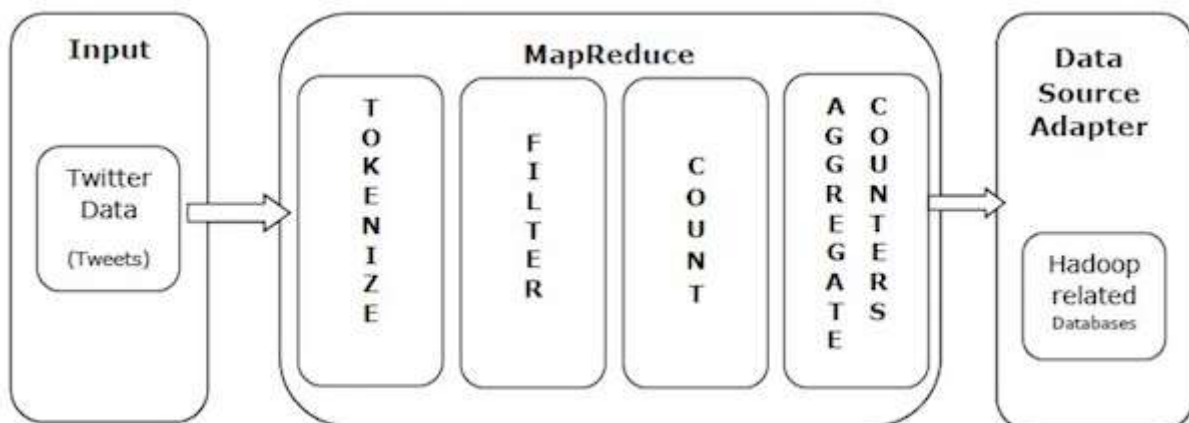 Input
Twitter
Data
(Tweets)
MapReduce
TOKENIZE
FILTER
COUNT
AGGREGATE
COUNTERS
Data
Source
Adapter
Hadoop
related
Databases